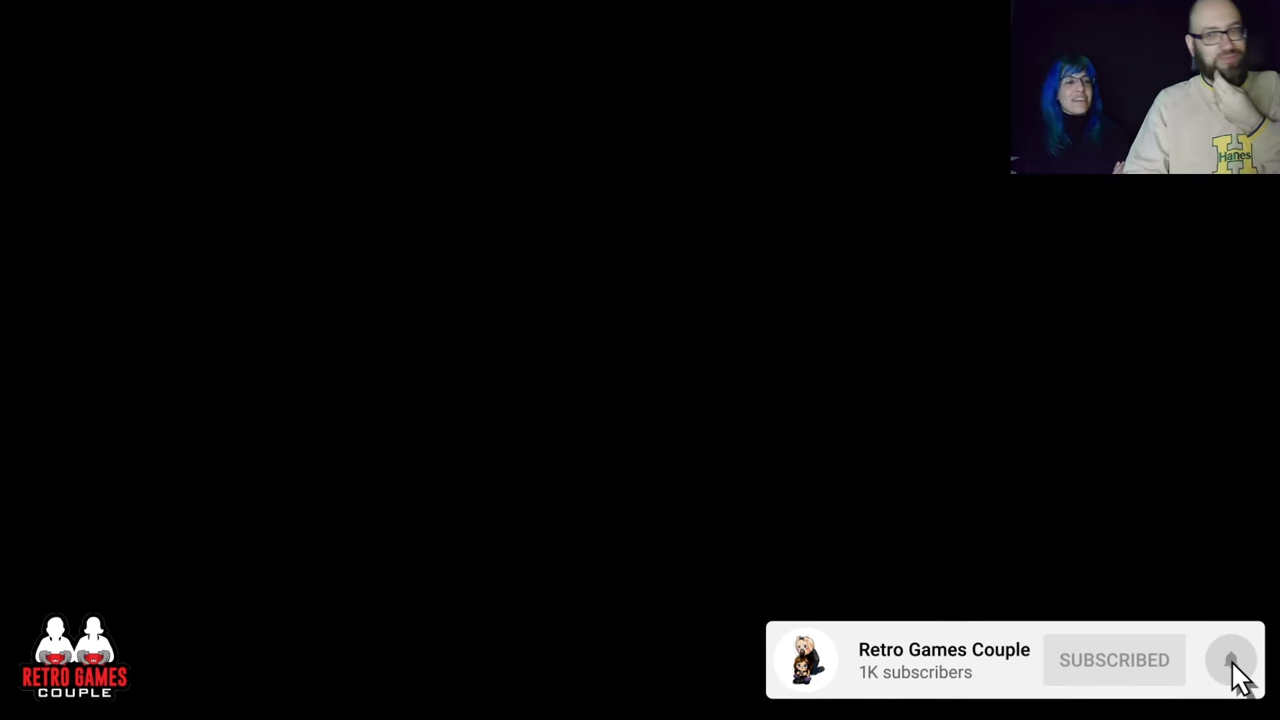 Hanes
Retro Games Couple
1K subscribers
SUBSCRIBED
RETRO GAMES
COUPLE